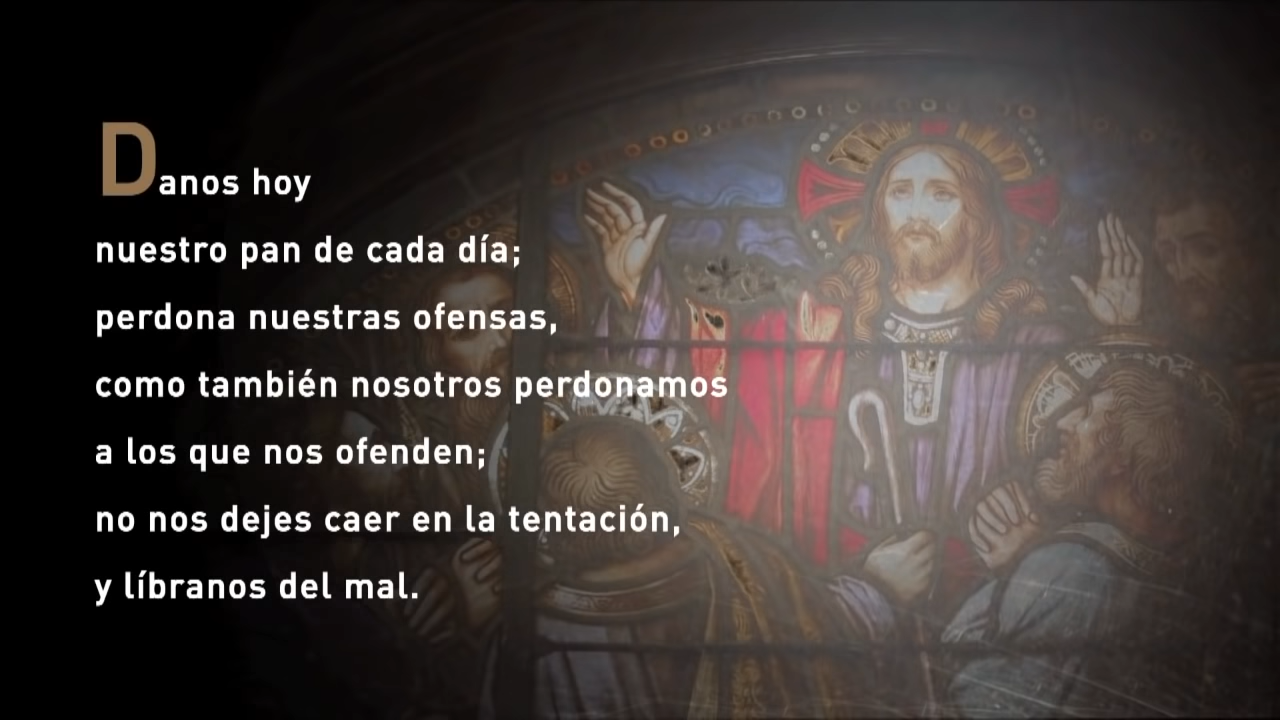 Danos hoy
nuestro pan de cada día;
perdona nuestras ofensas,
como también nosotros perdonamos
a los que nos ofenden;
no nos dejes caer en la tentación,
y líbranos del mal.